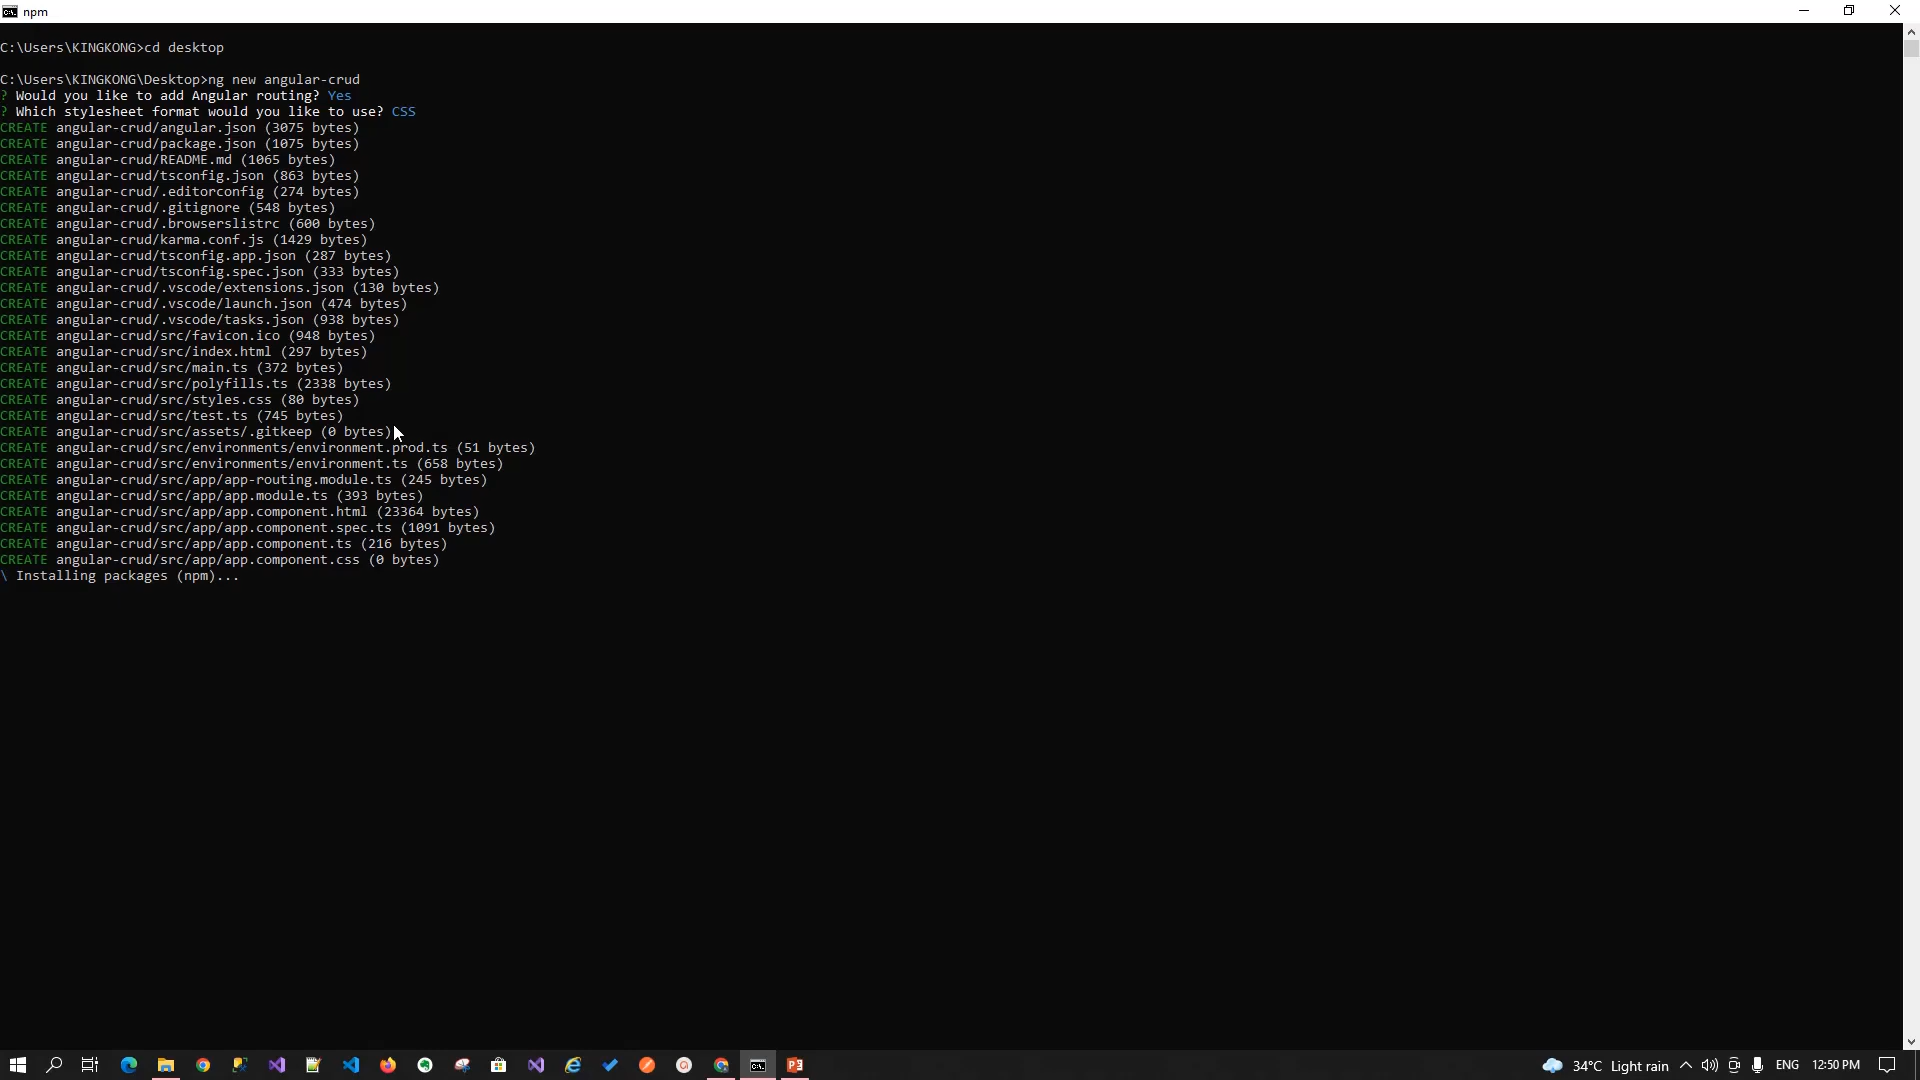 npm
C:\Users\KINGKONG>cd desktop
C:\Users\KINGKONG\Desktop>ng new angular-crud
? Would you like to add Angular routing? Yes
? Which stylesheet format would you like to use? CSS
CREATE angular-crud/angular.json (3075 bytes)
CREATE angular-crud/package.json (1075 bytes)
CREATE angular-crud/README.md (1065 bytes)
CREATE angular-crud/tsconfig.json (863 bytes)
CREATE angular-crud/.editorconfig (274 bytes)
CREATE angular-crud/.gitignore (548 bytes)
CREATE angular-crud/.browserslistrc (600 bytes)
CREATE angular-crud/karma.conf.js (1429 bytes)
CREATE angular-crud/tsconfig.app.json (287 bytes)
CREATE angular-crud/tsconfig.spec.json (333 bytes)
CREATE angular-crud/.vscode/extensions.json (130 bytes)
CREATE angular-crud/.vscode/launch.json (474 bytes)
CREATE angular-crud/.vscode/tasks.json (938 bytes)
CREATE angular-crud/src/favicon.ico (948 bytes)
CREATE angular-crud/src/index.html (297 bytes)
CREATE angular-crud/src/main.ts (372 bytes)
CREATE angular-crud/src/polyfills.ts (2338 bytes)
CREATE angular-crud/src/styles.css (80 bytes)
CREATE angular-crud/src/test.ts (745 bytes)
CREATE angular-crud/src/assets/.gitkeep (0 bytes)
CREATE angular-crud/src/environments/environment.prod.ts (51 bytes)
CREATE angular-crud/src/environments/environment.ts (658 bytes)
CREATE angular-crud/src/app/app-routing.module.ts (245 bytes)
CREATE angular-crud/src/app/app.module.ts (393 bytes)
CREATE angular-crud/src/app/app.component.html (23364 bytes)
CREATE angular-crud/src/app/app.component.spec.ts (1091 bytes)
CREATE angular-crud/src/app/app.component.ts (216 bytes)
CREATE angular-crud/src/app/app.component.css (0 bytes)
\ Installing packages (npm)...
34°C Light rain ENG 12:50 PM